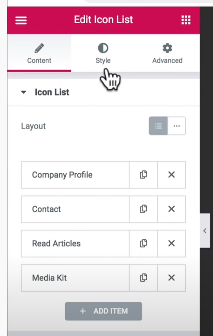 Edit Icon List
Content Style Advanced
Icon List
Layout
Company Profile
Contact
Read Articles
Media Kit
+ ADD ITEM